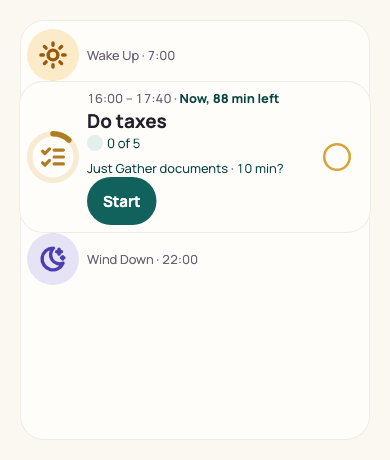 Wake Up · 7:00
16:00 – 17:40 · Now, 88 min left
Do taxes
0 of 5
Just Gather documents · 10 min?
Start
Wind Down · 22:00